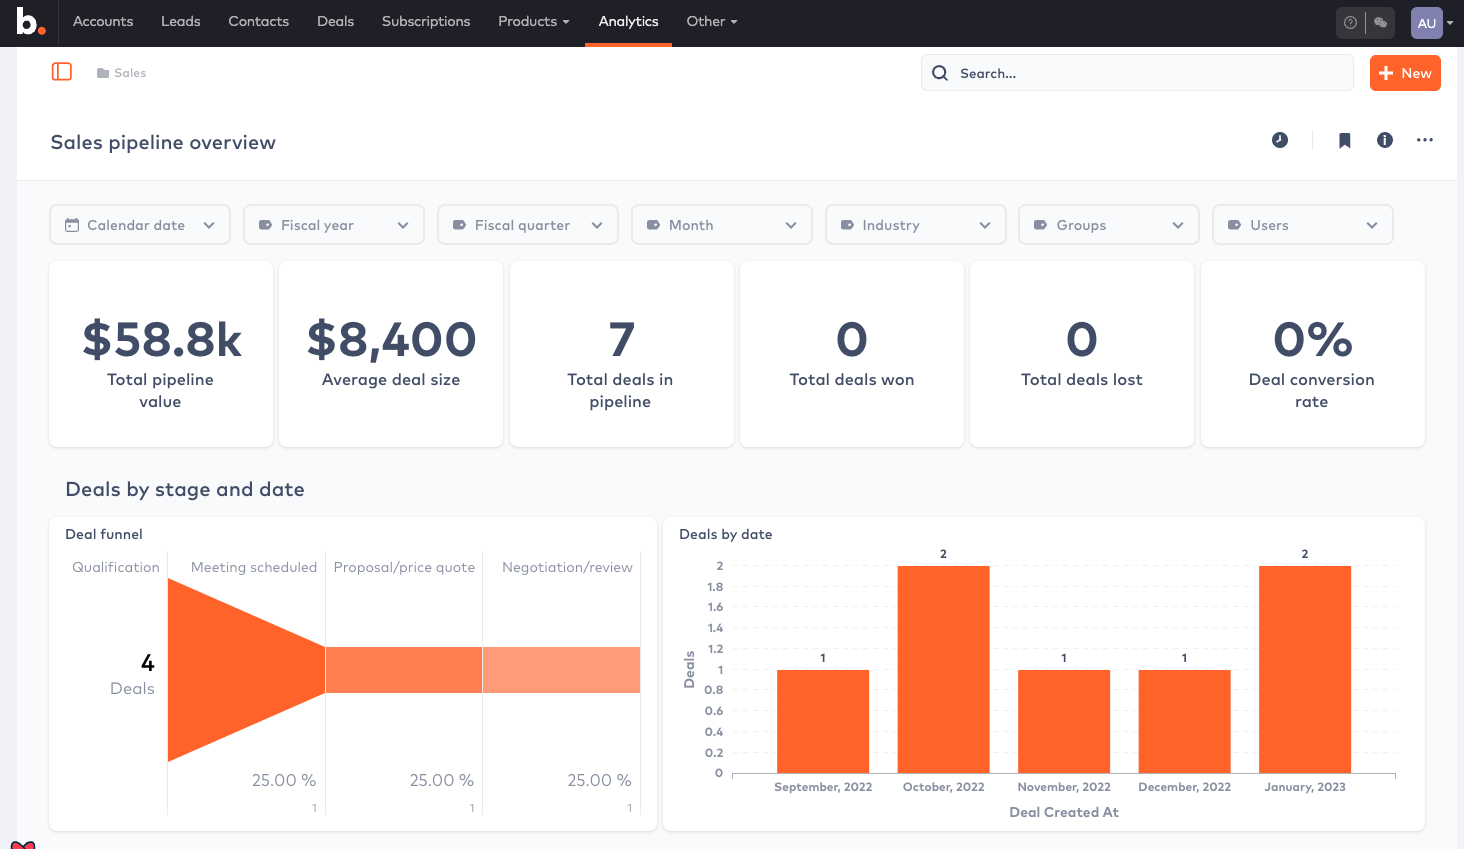 b.
Accounts Leads Contacts Deals Subscriptions Products Analytics Other AU
Sales Search... New
Sales pipeline overview
Calendar date Fiscal year Fiscal quarter Month Industry Groups Users
$58.8k $8,400 7 0 0 0%
Total pipeline Average deal size Total deals in Total deals won Total deals lost Deal conversion
value pipeline rate
Deals by stage and date
Deal funnel
Qualification Meeting scheduled Proposal/price quote Negotiation/review
4
Deals
25.00 % 25.00 % 25.00 %
1 1 1
Deals by date
2 2
2
1.8
1.6
1.4
1.2
1 1 1
1
0.8
0.6
0.4
0.2
0
Deals
September, 2022 October, 2022 November, 2022 December, 2022 January, 2023
Deal Created At